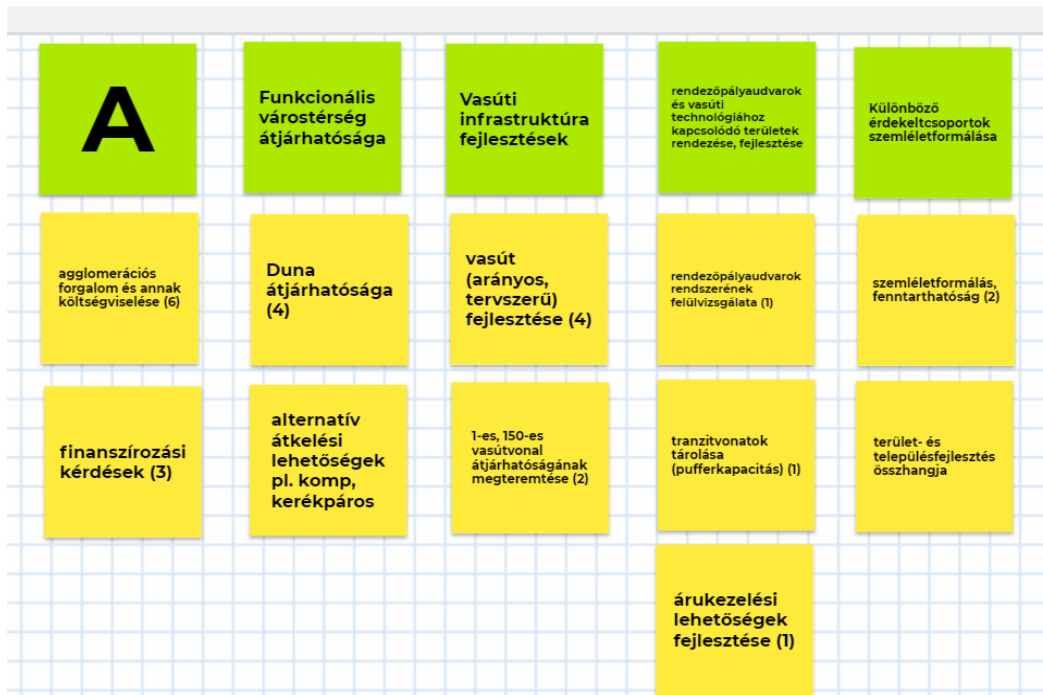 A
Funkcionális
várostérség
átjárhatósága
Vasúti
infrastruktúra
fejlesztések
rendezőpályaudvarok
és vasúti
technológiához
kapcsolódó területek
rendezése, fejlesztése
Különböző
érdekeltcsoportok
szemléletformálása
agglomerációs
forgalom és annak
költségviselése (6)
Duna
átjárhatósága
(4)
vasút
(arányos,
tervszerű)
fejlesztése (4)
rendezőpályaudvarok
rendszerének
felülvizsgálata (1)
szemléletformálás,
fenntarthatóság (2)
finanszírozási
kérdések (3)
alternatív
átkelési
lehetőségek
pl. komp,
kerékpáros
1-es, 150-es
vasútvonal
átjárhatóságának
megteremtése (2)
tranzitvonatok
tárolása
(pufferkapacitás) (1)
terület- és
településfejlesztés
összhangja
árukezelési
lehetőségek
fejlesztése (1)